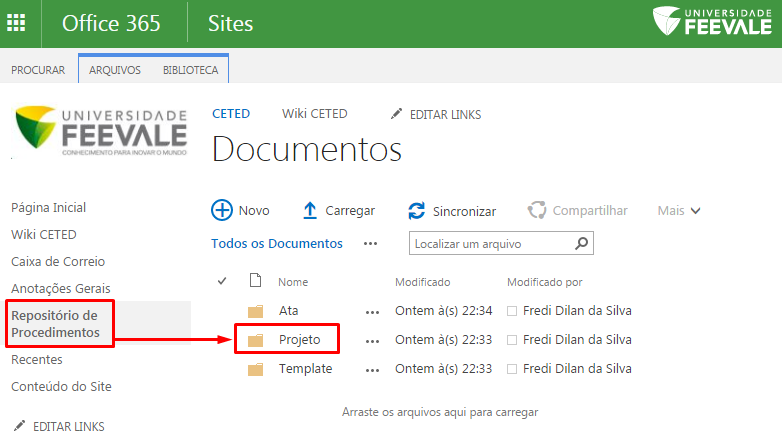 Office 365
Sites
UNIVERSIDADE
FEEVALE
PROCURAR
ARQUIVOS
BIBLIOTECA
UNIVERSIDADE
FEEVALE
CONHECIMENTO PARA INOVAR O MUNDO
CETED
Wiki CETED
EDITAR LINKS
Documentos
Página Inicial
Wiki CETED
Caixa de Correio
Anotações Gerais
Repositório de
Procedimentos
Recentes
Conteúdo do Site
EDITAR LINKS
Novo
Carregar
Sincronizar
Compartilhar
Mais
Todos os Documentos
Localizar um arquivo
Nome Modificado Modificado por
Ata Ontem à(s) 22:34 Fredi Dilan da Silva
Projeto Ontem à(s) 22:33 Fredi Dilan da Silva
Template Ontem à(s) 22:33 Fredi Dilan da Silva
Arraste os arquivos aqui para carregar